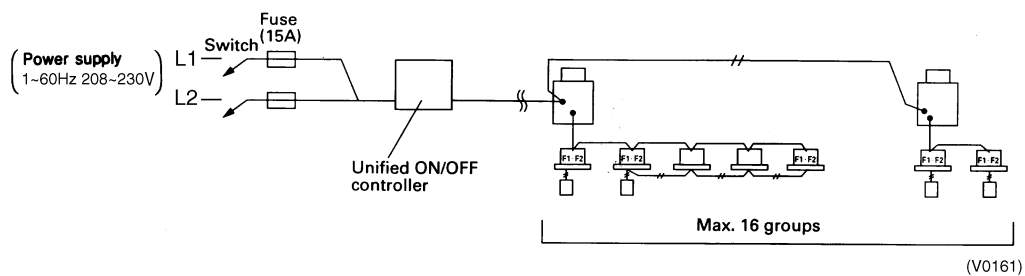 Fuse
(15A)
Switch
L1
Power supply
1~60Hz 208~230V
L2
Unified ON/OFF
controller
F1·F2
F1·F2
F1·F2
F1·F2
F1·F2
Max. 16 groups
(V0161)